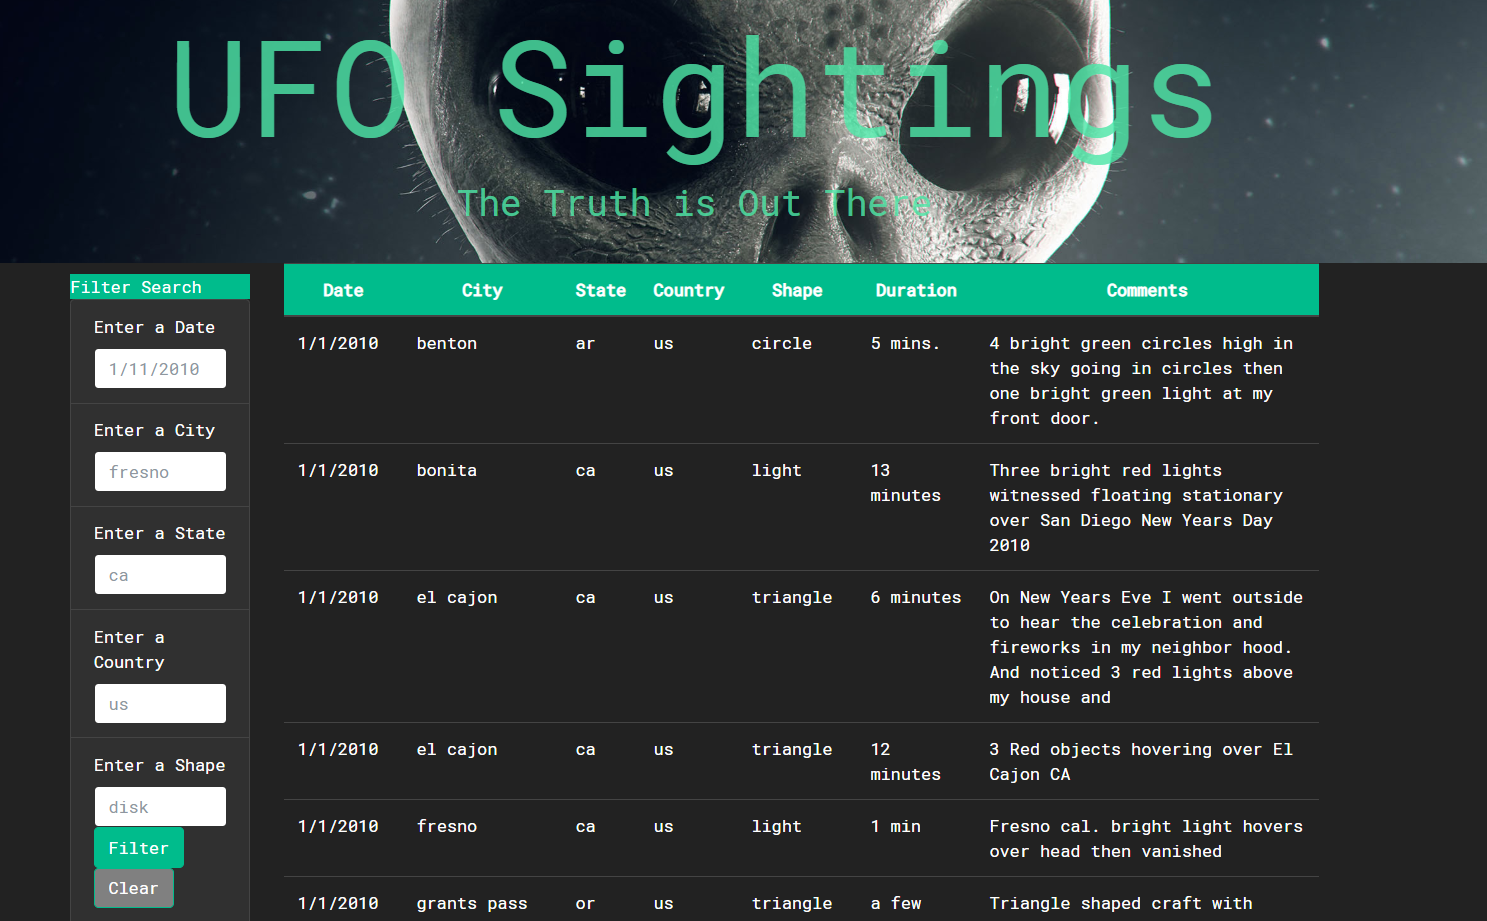 UFO Sightings
The Truth is Out There
Filter Search
Enter a Date
1/11/2010
Enter a City
fresno
Enter a State
ca
Enter a
Country
us
Enter a Shape
disk
Filter
Clear
Date City State Country Shape Duration Comments
1/1/2010 benton ar us circle 5 mins. 4 bright green circles high in
the sky going in circles then
one bright green light at my
front door.
1/1/2010 bonita ca us light 13 Three bright red lights
minutes witnessed floating stationary
over San Diego New Years Day
2010
1/1/2010 el cajon ca us triangle 6 minutes On New Years Eve I went outside
to hear the celebration and
fireworks in my neighbor hood.
And noticed 3 red lights above
my house and
1/1/2010 el cajon ca us triangle 12 3 Red objects hovering over El
minutes Cajon CA
1/1/2010 fresno ca us light 1 min Fresno cal. bright light hovers
over head then vanished
1/1/2010 grants pass or us triangle a few Triangle shaped craft with